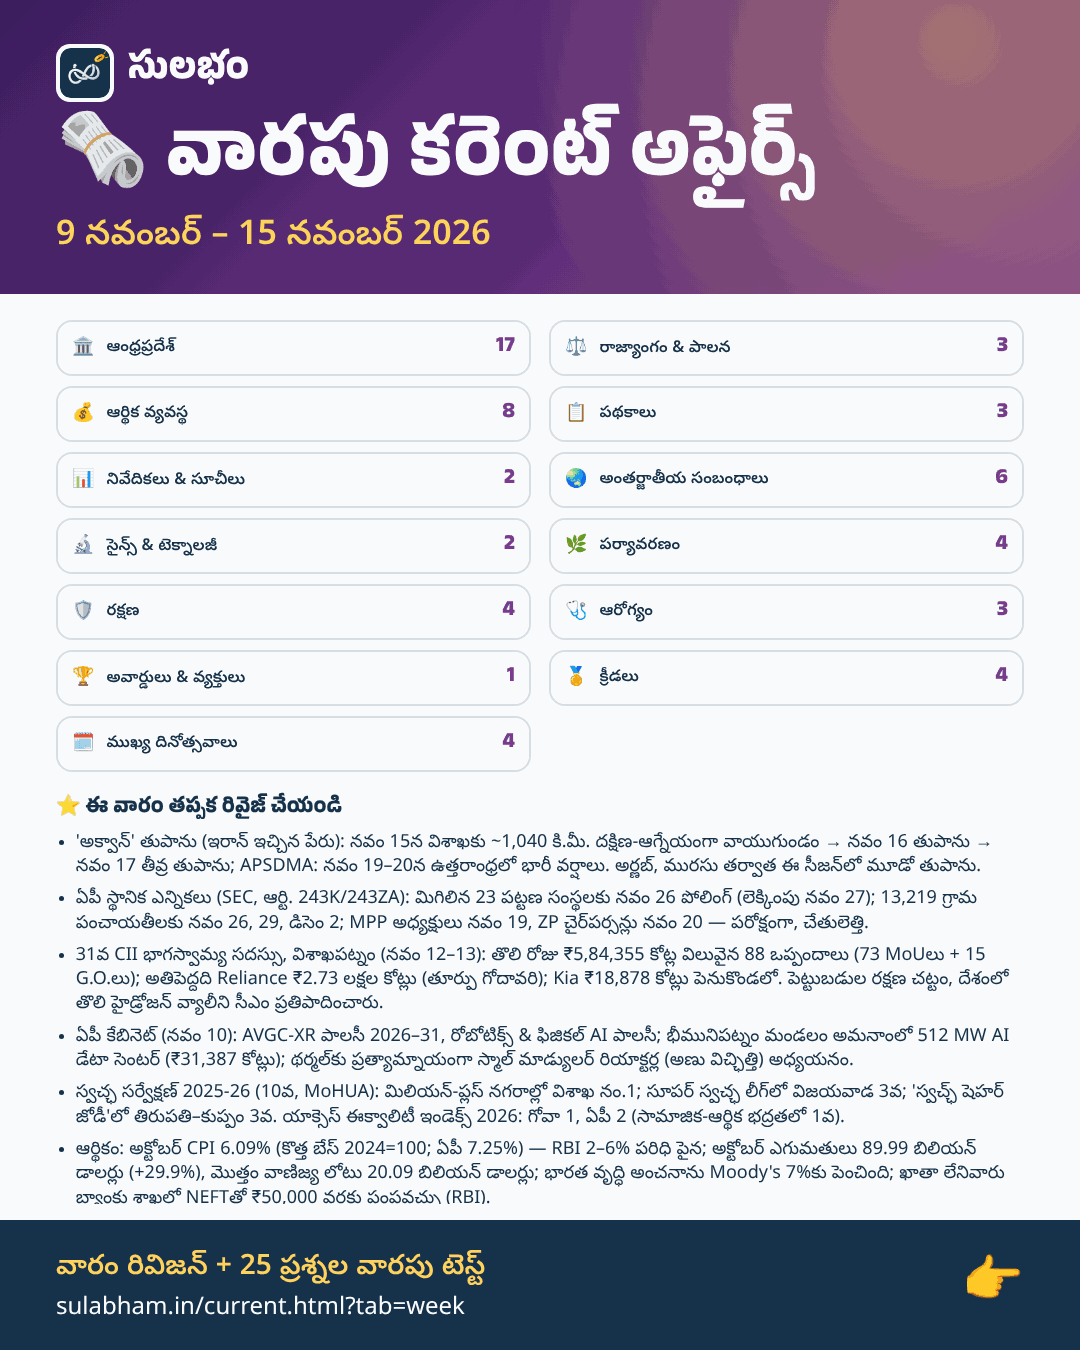 సులభం
వారపు కరెంట్ అఫైర్స్
9 నవంబర్ – 15 నవంబర్ 2026
ఆంధ్రప్రదేశ్ 17
రాజ్యాంగం & పాలన 3
ఆర్థిక వ్యవస్థ 8
పథకాలు 3
నివేదికలు & సూచీలు 2
అంతర్జాతీయ సంబంధాలు 6
సైన్స్ & టెక్నాలజీ 2
పర్యావరణం 4
రక్షణ 4
ఆరోగ్యం 3
అవార్డులు & వ్యక్తులు 1
క్రీడలు 4
ముఖ్య దినోత్సవాలు 4
⭐ ఈ వారం తప్పక రివైజ్ చేయండి
• 'అక్వాన్' తుపాను (ఇరాన్ ఇచ్చిన పేరు): నవం 15న విశాఖకు ~1,040 కి.మీ. దక్షిణ-ఆగ్నేయంగా వాయుగుండం → నవం 16 తుపాను →
నవం 17 తీవ్ర తుపాను; APSDMA: నవం 19–20న ఉత్తరాంధ్రలో భారీ వర్షాలు. అర్ణబ్, మురసు తర్వాత ఈ సీజన్‌లో మూడో తుపాను.
• ఏపీ స్థానిక ఎన్నికలు (SEC, ఆర్టి. 243K/243ZA): మిగిలిన 23 పట్టణ సంస్థలకు నవం 26 పోలింగ్ (లెక్కింపు నవం 27); 13,219 గ్రామ
పంచాయతీలకు నవం 26, 29, డిసెం 2; MPP అధ్యక్షులు నవం 19, ZP చైర్‌పర్సన్లు నవం 20 — పరోక్షంగా, చేతులెత్తి.
• 31వ CII భాగస్వామ్య సదస్సు, విశాఖపట్నం (నవం 12–13): తొలి రోజు ₹5,84,355 కోట్ల విలువైన 88 ఒప్పందాలు (73 MoUలు + 15
G.O.లు); అతిపెద్దది Reliance ₹2.73 లక్షల కోట్లు (తూర్పు గోదావరి); Kia ₹18,878 కోట్లు పెనుకొండలో. పెట్టుబడుల రక్షణ చట్టం, దేశంలో
తొలి హైడ్రోజన్ వ్యాలీని సీఎం ప్రతిపాదించారు.
• ఏపీ కేబినెట్ (నవం 10): AVGC-XR పాలసీ 2026–31, రోబోటిక్స్ & ఫిజికల్ AI పాలసీ; భీమునిపట్నం మండలం అమనాంలో 512 MW AI
డేటా సెంటర్ (₹31,387 కోట్లు); థర్మల్‌కు ప్రత్యామ్నాయంగా స్మాల్ మాడ్యులర్ రియాక్టర్ల (అణు విచ్ఛిత్తి) అధ్యయనం.
• స్వచ్ఛ సర్వేక్షణ్ 2025-26 (10వ, MoHUA): మిలియన్-ప్లస్ నగరాల్లో విశాఖ నం.1; సూపర్ స్వచ్ఛ లీగ్‌లో విజయవాడ 3వ; 'స్వచ్ఛ్ షెహర్
జోడీ'లో తిరుపతి–కుప్పం 3వ. యాక్సెస్ ఈక్వాలిటీ ఇండెక్స్ 2026: గోవా 1, ఏపీ 2 (సామాజిక-ఆర్థిక భద్రతలో 1వ).
• ఆర్థికం: అక్టోబర్ CPI 6.09% (కొత్త బేస్ 2024=100; ఏపీ 7.25%) — RBI 2–6% పరిధి పైన; అక్టోబర్ ఎగుమతులు 89.99 బిలియన్
డాలర్లు (+29.9%), మొత్తం వాణిజ్య లోటు 20.09 బిలియన్ డాలర్లు; భారత వృద్ధి అంచనాను Moody's 7%కు పెంచింది; ఖాతా లేనివారు
బ్యాంకు శాఖలో NEFTతో ₹50,000 వరకు పంపవచ్చు (RBI).
వారం రివిజన్ + 25 ప్రశ్నల వారపు టెస్ట్
sulabham.in/current.html?tab=week